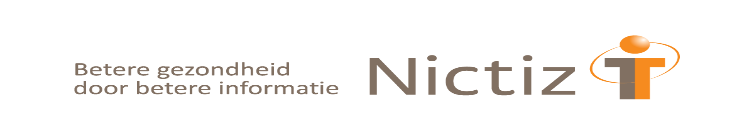 Betere gezondheid
door betere informatie
Nictiz